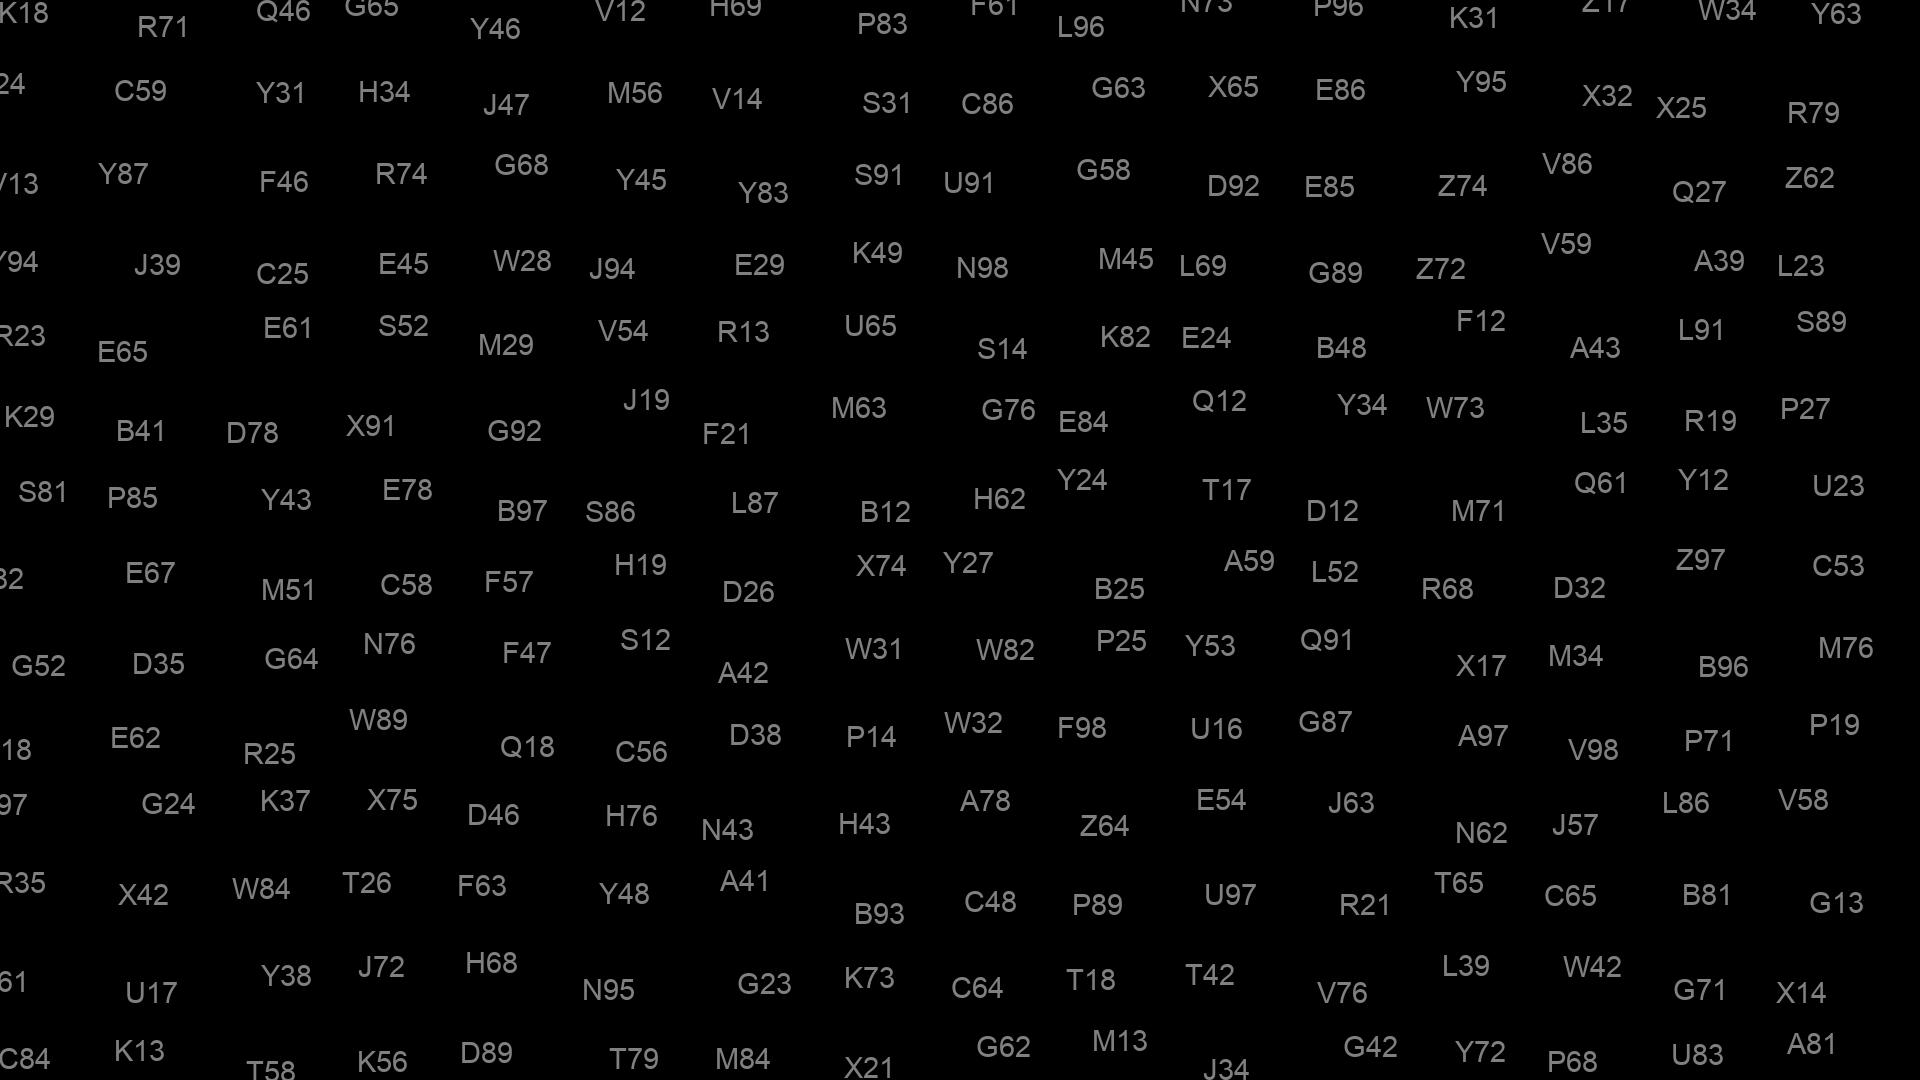 K18 R71 Q46 G65 Y46 V12 H69 P83 F61 L96 N73 P96 K31 Z17 W34 Y63
24 C59 Y31 H34 J47 M56 V14 S31 C86 G63 X65 E86 Y95 X32 X25 R79
V13 Y87 F46 R74 G68 Y45 Y83 S91 U91 G58 D92 E85 Z74 V86 Q27 Z62
94 J39 C25 E45 W28 J94 E29 K49 N98 M45 L69 G89 Z72 V59 A39 L23
R23 E65 E61 S52 M29 V54 R13 U65 S14 K82 E24 B48 F12 A43 L91 S89
K29 B41 D78 X91 G92 J19 F21 M63 G76 E84 Q12 Y34 W73 L35 R19 P27
S81 P85 Y43 E78 B97 S86 L87 B12 H62 Y24 T17 D12 M71 Q61 Y12 U23
32 E67 M51 C58 F57 H19 D26 X74 Y27 B25 A59 L52 R68 D32 Z97 C53
G52 D35 G64 N76 F47 S12 A42 W31 W82 P25 Y53 Q91 X17 M34 B96 M76
18 E62 R25 W89 Q18 C56 D38 P14 W32 F98 U16 G87 A97 V98 P71 P19
97 G24 K37 X75 D46 H76 N43 H43 A78 Z64 E54 J63 N62 J57 L86 V58
R35 X42 W84 T26 F63 Y48 A41 B93 C48 P89 U97 R21 T65 C65 B81 G13
61 U17 Y38 J72 H68 N95 G23 K73 C64 T18 T42 V76 L39 W42 G71 X14
C84 K13 T58 K56 D89 T79 M84 X21 G62 M13 J34 G42 Y72 P68 U83 A81